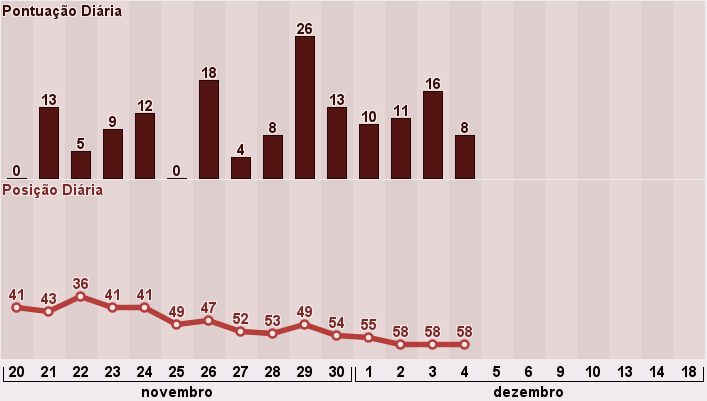 Pontuação Diária
0 13 5 9 12 0 18 4 8 26 13 10 11 16 8
Posição Diária
41 43 36 41 41 49 47 52 53 49 54 55 58 58 58
20 21 22 23 24 25 26 27 28 29 30 1 2 3 4 5 6 9 10 13 14 18
novembro dezembro